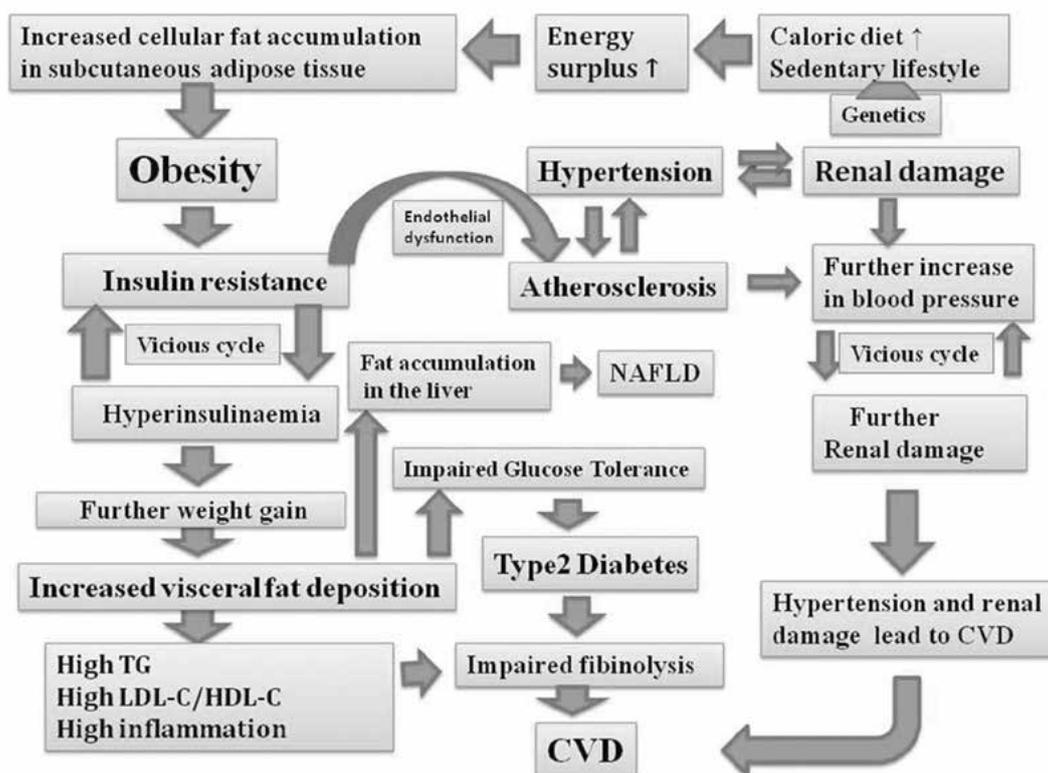 Increased cellular fat accumulation
in subcutaneous adipose tissue
Energy
surplus ↑
Caloric diet ↑
Sedentary lifestyle
Genetics
Obesity
Hypertension
Renal damage
Endothelial
dysfunction
Insulin resistance
Atherosclerosis
Further increase
in blood pressure
Vicious cycle
Fat accumulation
in the liver
NAFLD
Vicious cycle
Hyperinsulinaemia
Further
Renal damage
Impaired Glucose Tolerance
Further weight gain
Type2 Diabetes
Increased visceral fat deposition
Hypertension and renal
damage lead to CVD
High TG
High LDL-C/HDL-C
High inflammation
Impaired fibinolysis
CVD